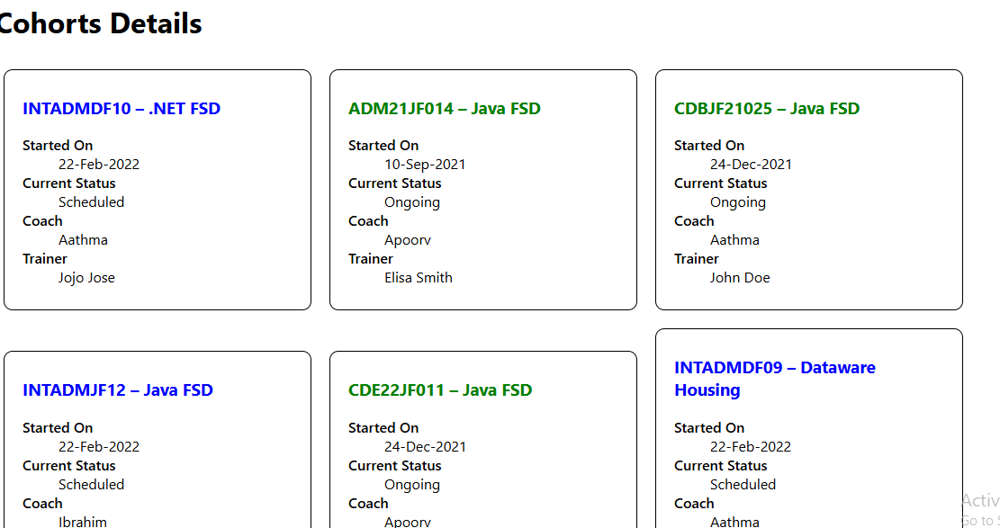 Cohorts Details
INTADMDF10 – .NET FSD
Started On
22-Feb-2022
Current Status
Scheduled
Coach
Aathma
Trainer
Jojo Jose
ADM21JF014 – Java FSD
Started On
10-Sep-2021
Current Status
Ongoing
Coach
Apoorv
Trainer
Elisa Smith
CDBJF21025 – Java FSD
Started On
24-Dec-2021
Current Status
Ongoing
Coach
Aathma
Trainer
John Doe
INTADMJF12 – Java FSD
Started On
22-Feb-2022
Current Status
Scheduled
Coach
Ibrahim
CDE22JF011 – Java FSD
Started On
24-Dec-2021
Current Status
Ongoing
Coach
Apoorv
INTADMDF09 – Dataware
Housing
Started On
22-Feb-2022
Current Status
Scheduled
Coach
Aathma
Activ
Go to